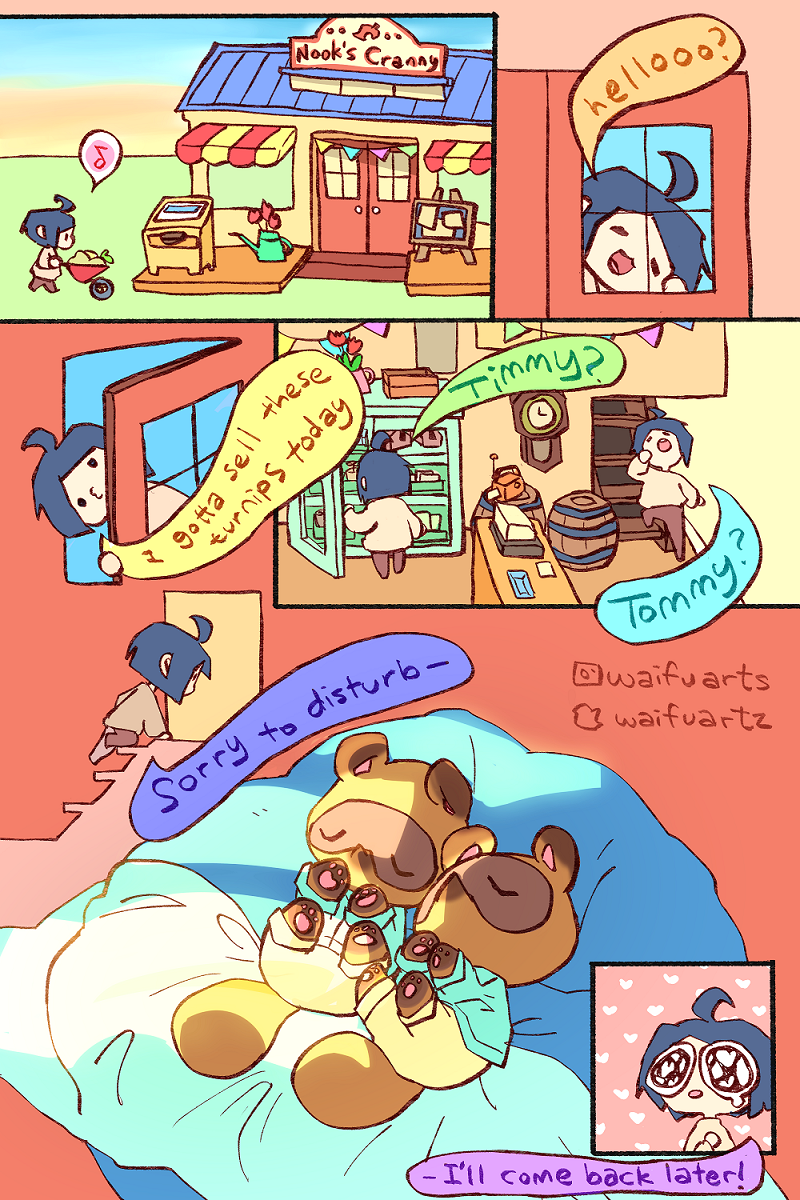 Nook's Cranny
hellooo?
I gotta sell these
turnips today
Timmy?
Tommy?
waifuarts
waifuartz
Sorry to disturb—
—I'll come back later!